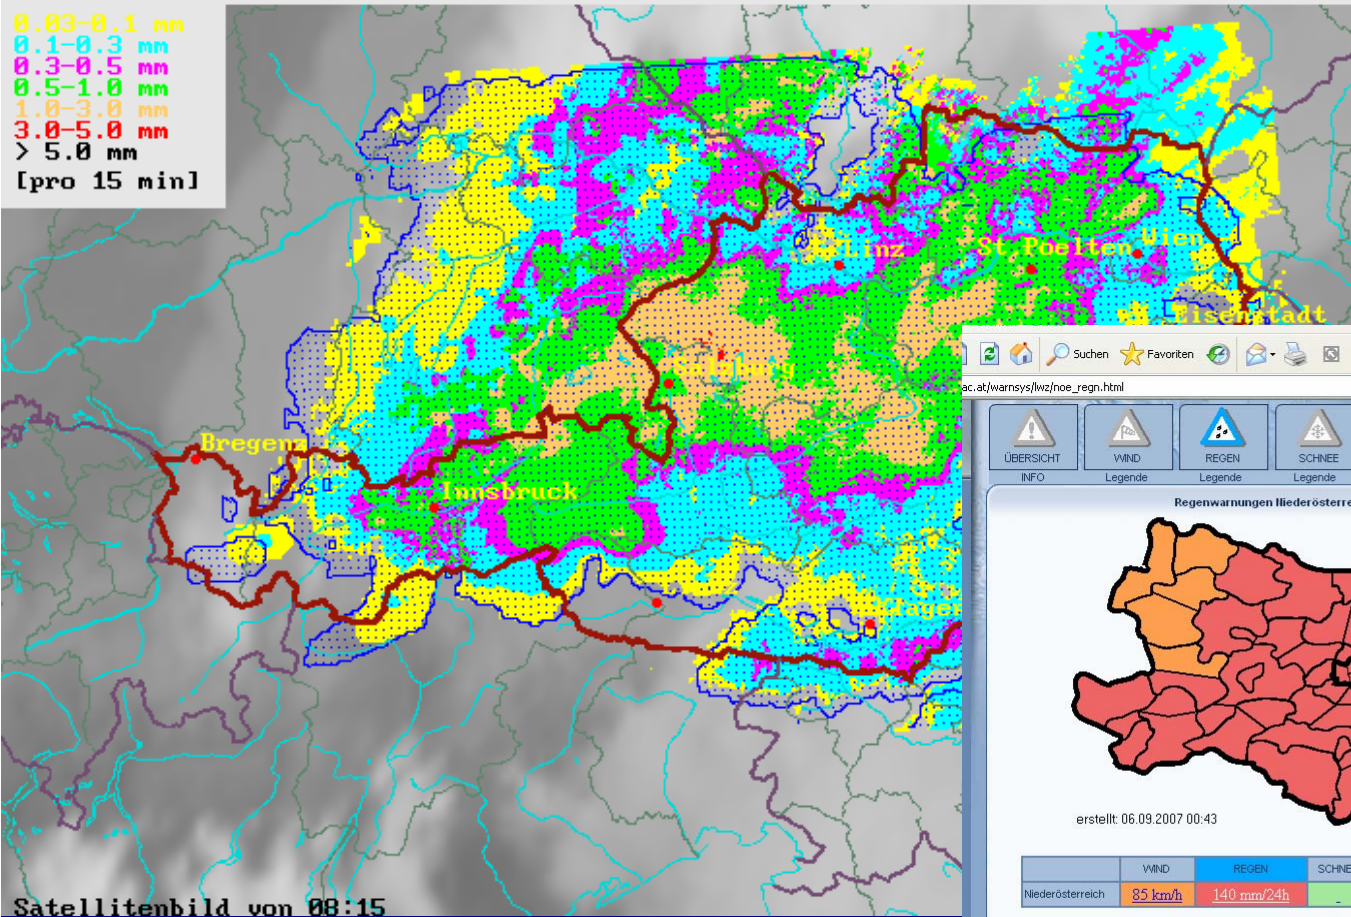 0.03-0.1 mm
0.1-0.3 mm
0.3-0.5 mm
0.5-1.0 mm
1.0-3.0 mm
3.0-5.0 mm
> 5.0 mm
[pro 15 min]
Linz
St.Poelten
Wien
Eisenstadt
Bregenz
Innsbruck
Suchen
Favoriten
ac.at/warnsys/lwz/noe_regn.html
ÜBERSICHT WIND REGEN SCHNEE
INFO Legende Legende Legende
Regenwarnungen
erstellt: 06.09.2007 00:43
WIND REGEN SCHNE
Niederösterreich 85 km/h 140 mm/24h -
Satellitenbild von 08:15